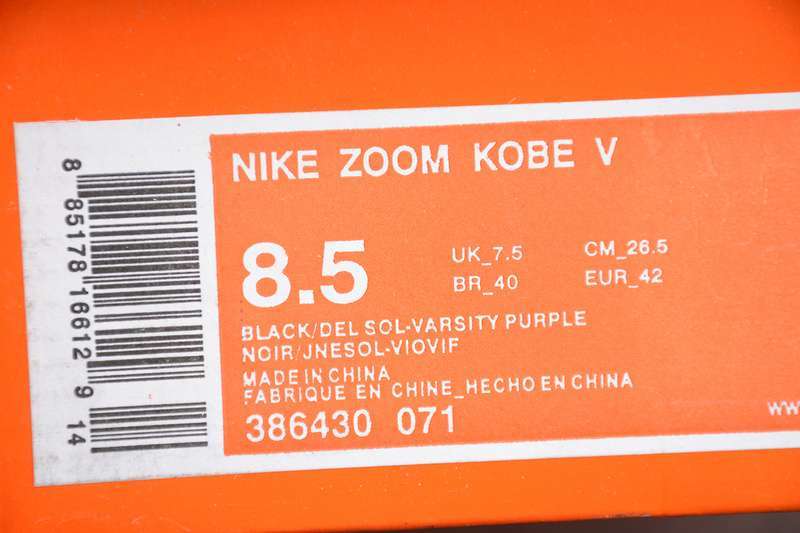 8 85178 16612 9 14
NIKE ZOOM KOBE V
8.5
UK_7.5 CM_26.5
BR_40 EUR_42
BLACK/DEL SOL-VARSITY PURPLE
NOIR/JNESOL-VIOVIF
MADE IN CHINA
FABRIQUE EN CHINE_HECHO EN CHINA
386430 071